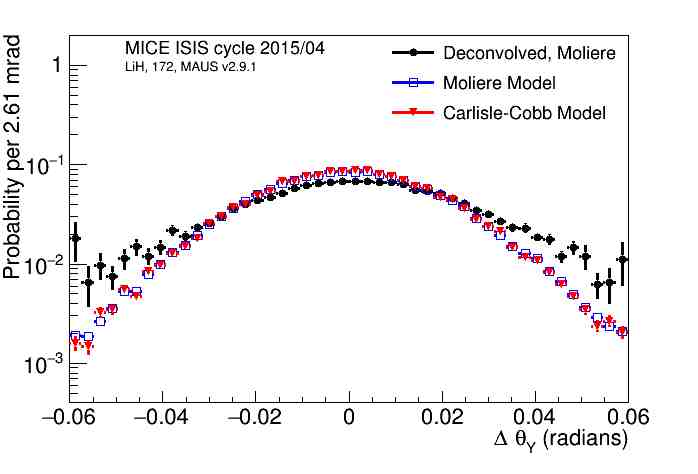 MICE ISIS cycle 2015/04
LiH, 172, MAUS v2.9.1
Deconvolved, Moliere
Moliere Model
Carlisle-Cobb Model
Probability per 2.61 mrad
1
10⁻¹
10⁻²
10⁻³
−0.06 −0.04 −0.02 0 0.02 0.04 0.06
Δ θ_Y (radians)